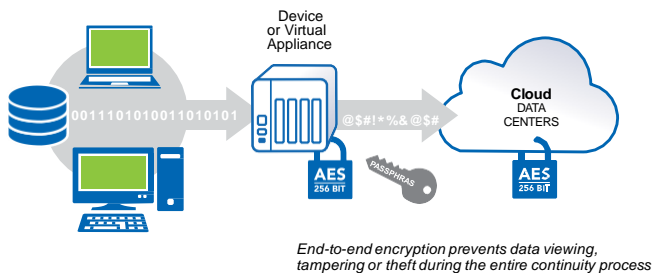 Device
or Virtual
Appliance
Cloud
DATA
CENTERS
0011101010011010101
@$#!*%&@$#
AES
256 BIT
PASSPHRAS
AES
256 BIT
End-to-end encryption prevents data viewing,
tampering or theft during the entire continuity process